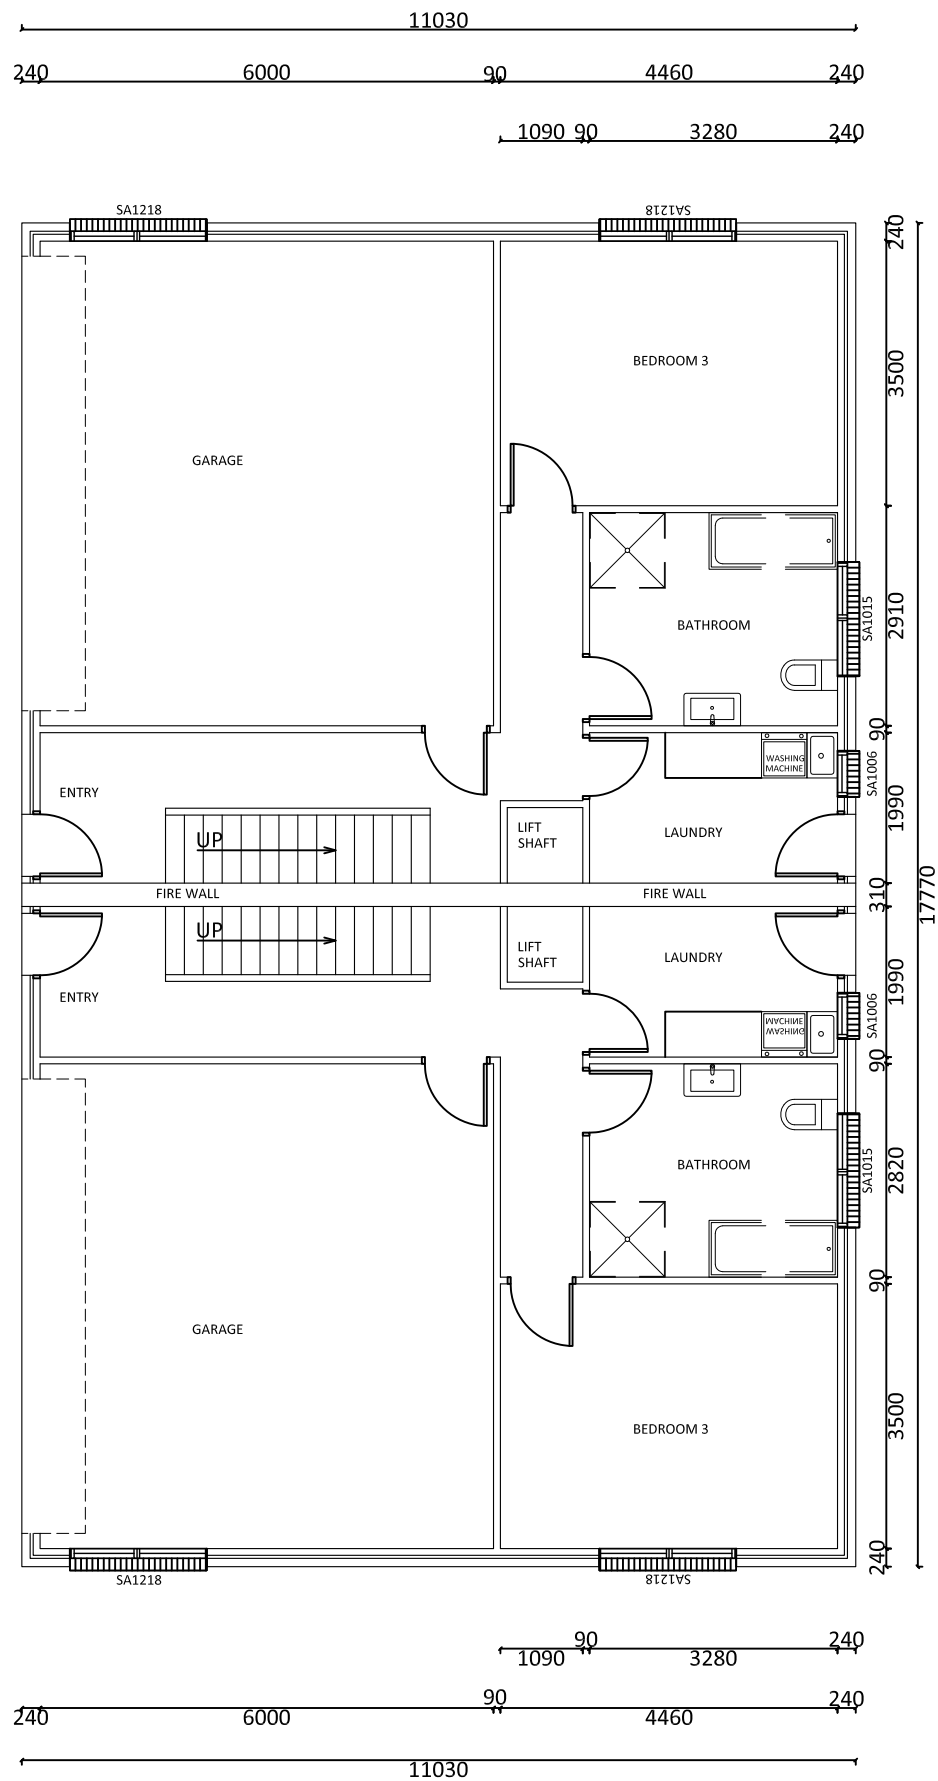 11030
240 6000 90 4460 240
1090 90 3280 240
SA1218 SA1218
240
3500
BEDROOM 3
GARAGE
2910
SA1015
BATHROOM
90
WASHING
MACHINE
SA1006
ENTRY
1990
LIFT
SHAFT
UP
LAUNDRY
FIRE WALL FIRE WALL
310
17770
UP
LIFT
SHAFT
LAUNDRY
1990
ENTRY
SA1006
WASHING
MACHINE
90
BATHROOM
SA1015
2820
90
GARAGE
3500
BEDROOM 3
240
SA1218 SA1218
90 240
1090 3280
90 240
240 6000 4460
11030